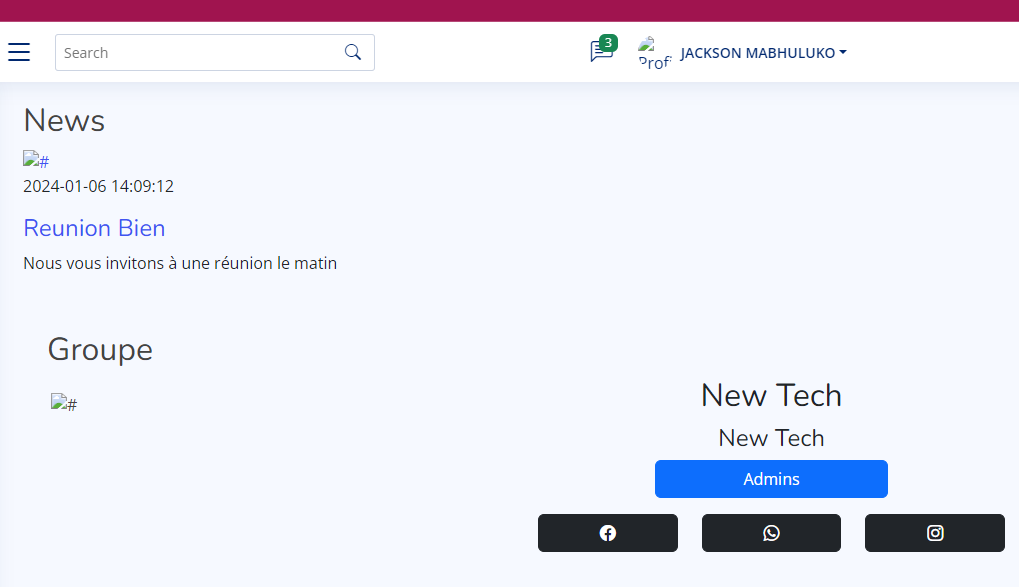 Search
3
Prof
JACKSON MABHULUKO
News
#
2024-01-06 14:09:12
Reunion Bien
Nous vous invitons à une réunion le matin
Groupe
#
New Tech
New Tech
Admins